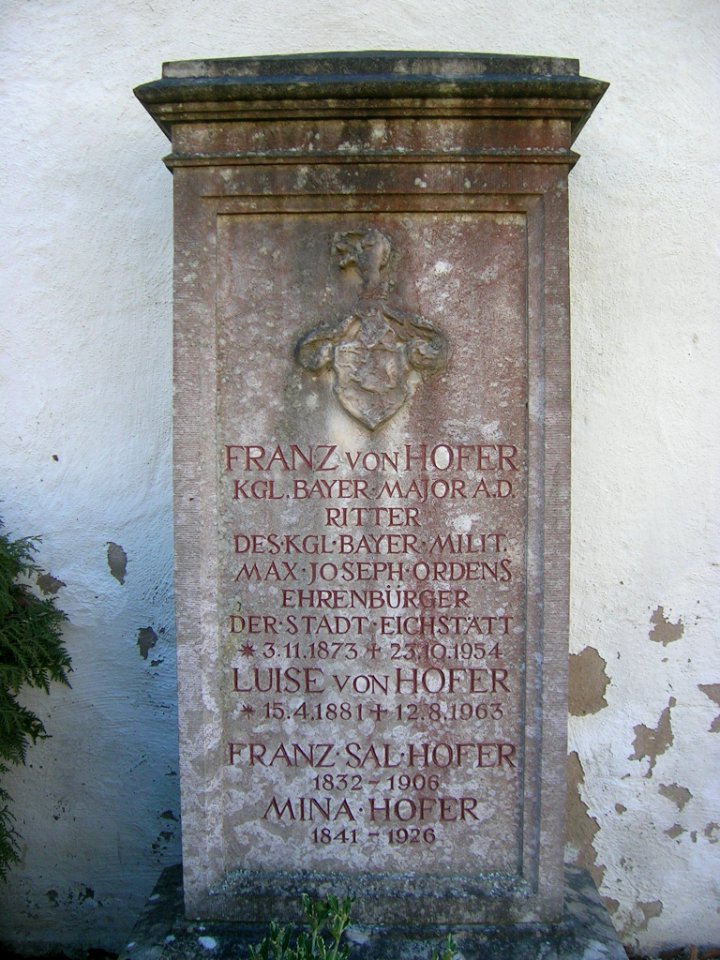 FRANZ VON HOFER
KGL. BAYER·MAJOR A.D.
RITTER
DES·KGL·BAYER·MILIT.
MAX·JOSEPH·ORDENS
EHRENBÜRGER
DER·STADT·EICHSTÄTT
*3.11.1873 + 23.10.1954
LUISE VON HOFER
*15.4.1881 + 12.8.1963
FRANZ·SAL·HOFER
1832 – 1906
MINA·HOFER
1841 – 1926